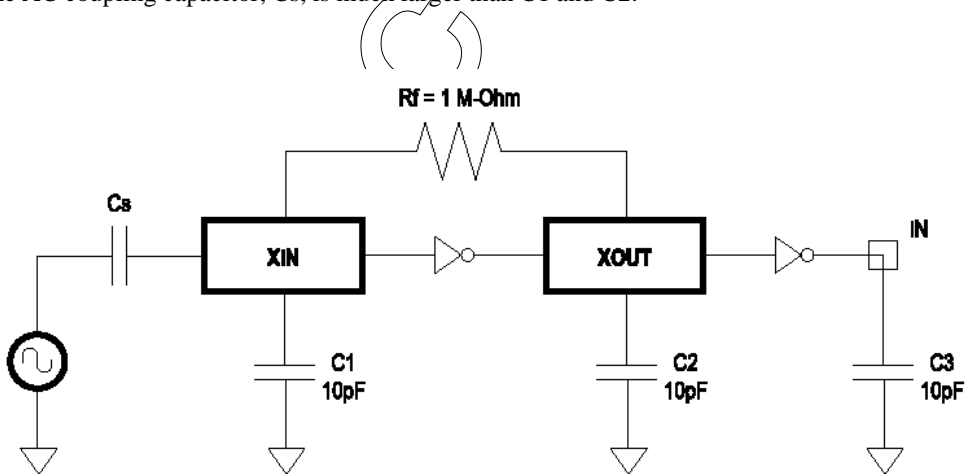 AC coupling capacitor, Cs, is much larger than C1 and C2.
Rf = 1 M-Ohm
Cs
XIN
XOUT
IN
C1
10pF
C2
10pF
C3
10pF